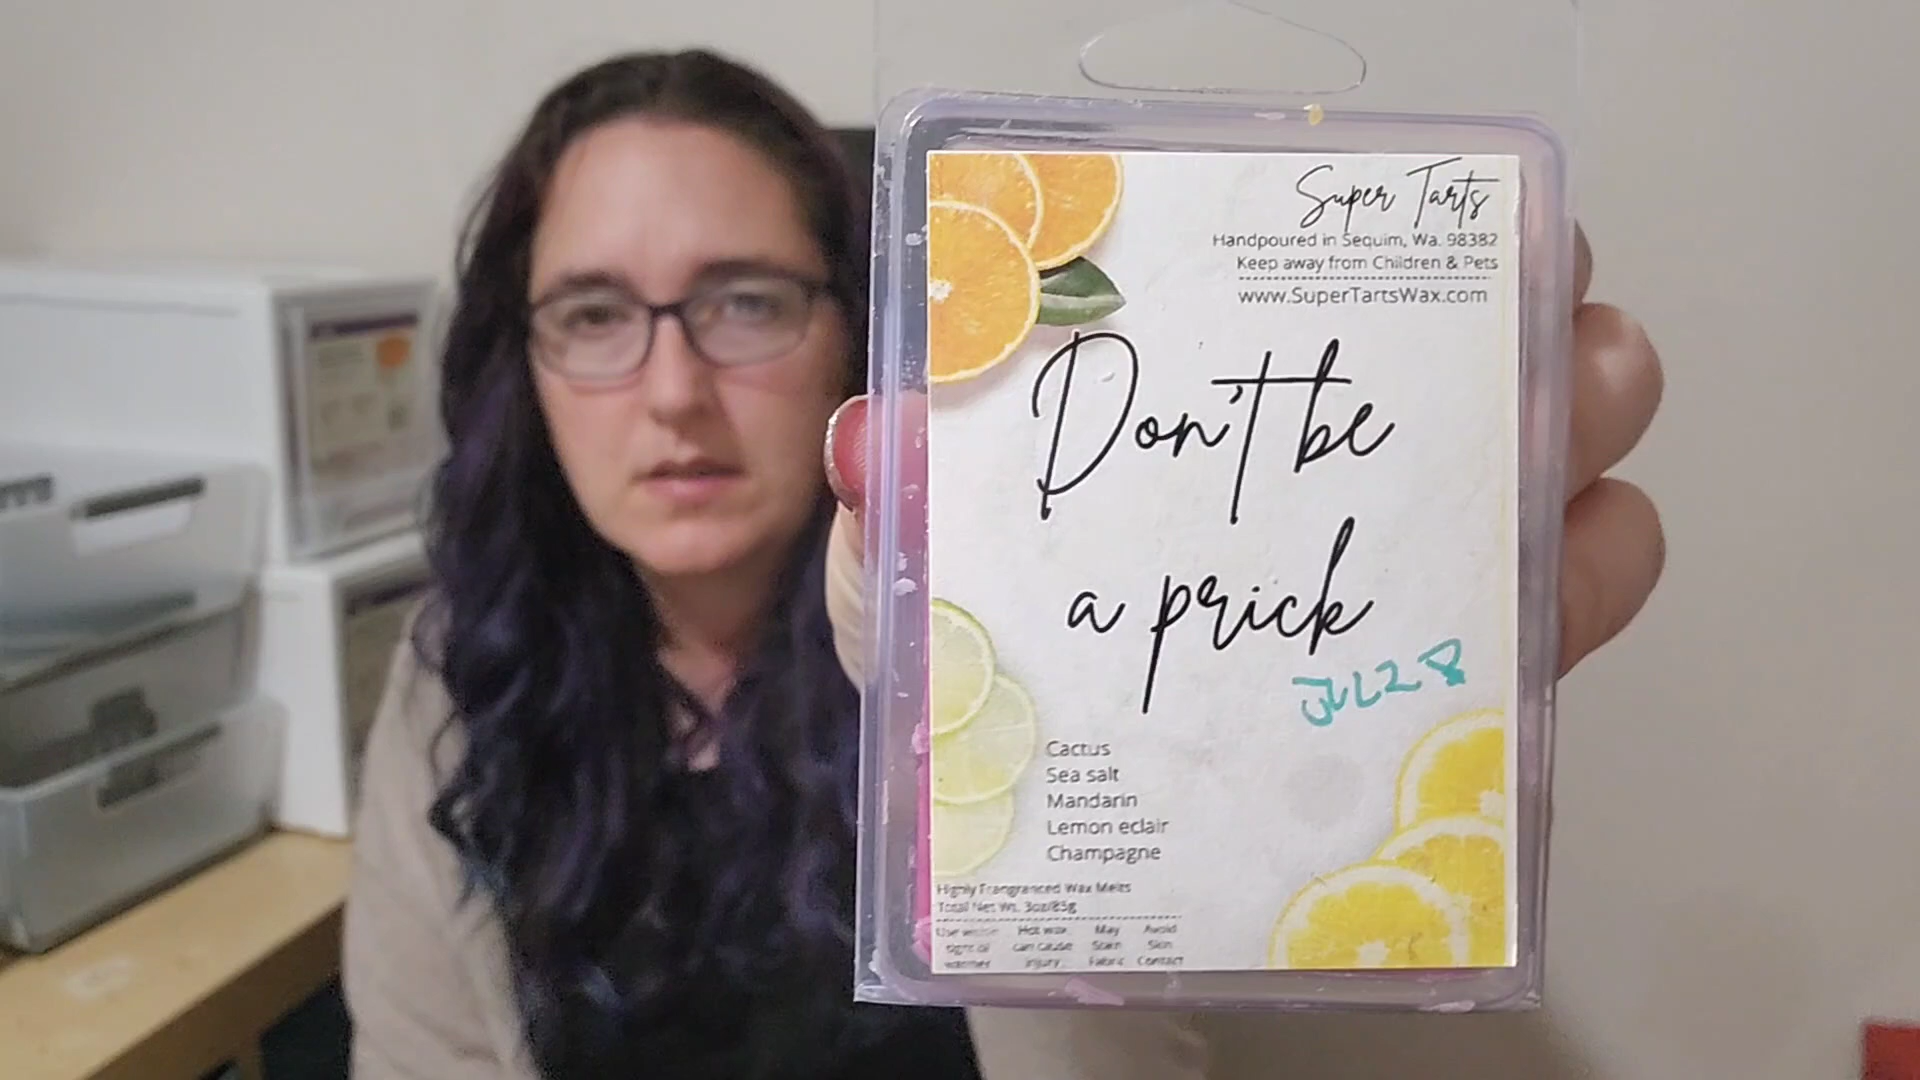 Super Tarts
Handpoured in Sequim, Wa. 98382
Keep away from Children & Pets
www.SuperTartsWax.com
Don't be
a prick
JUL28
Cactus
Sea salt
Mandarin
Lemon eclair
Champagne
Highly Frangranced Wax Melts
Total Net Wt. 3oz/85g
Hot wax May Avoid
can cause Stain Skin
warmer injury Fabric Contact